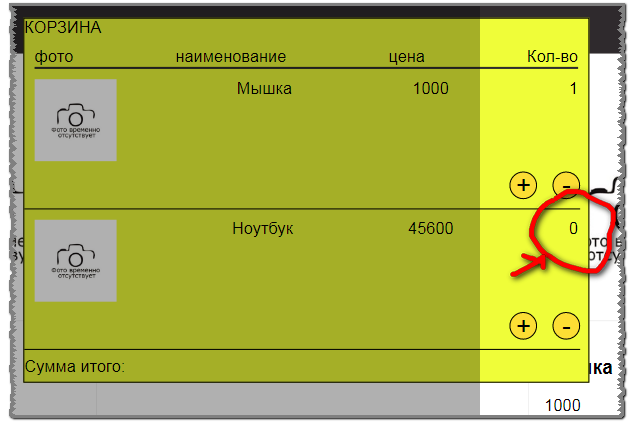 КОРЗИНА
фото наименование цена Кол-во
Мышка 1000 1
фото временно
отсутствует
+ -
Ноутбук 45600 0
фото временно
отсутствует
+ -
Сумма итого:
1000